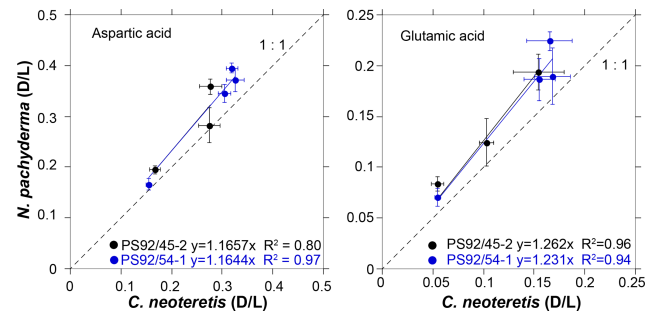 Aspartic acid
1 : 1
N. pachyderma (D/L)
0.5
0.4
0.3
0.2
0.1
0
PS92/45-2 y=1.1657x R² = 0.80
PS92/54-1 y=1.1644x R² = 0.97
0 0.1 0.2 0.3 0.4 0.5
C. neoteretis (D/L)
Glutamic acid
1 : 1
0.25
0.20
0.15
0.1
0.05
0
PS92/45-2 y=1.262x R²=0.96
PS92/54-1 y=1.231x R²=0.94
0 0.05 0.1 0.15 0.2 0.25
C. neoteretis (D/L)